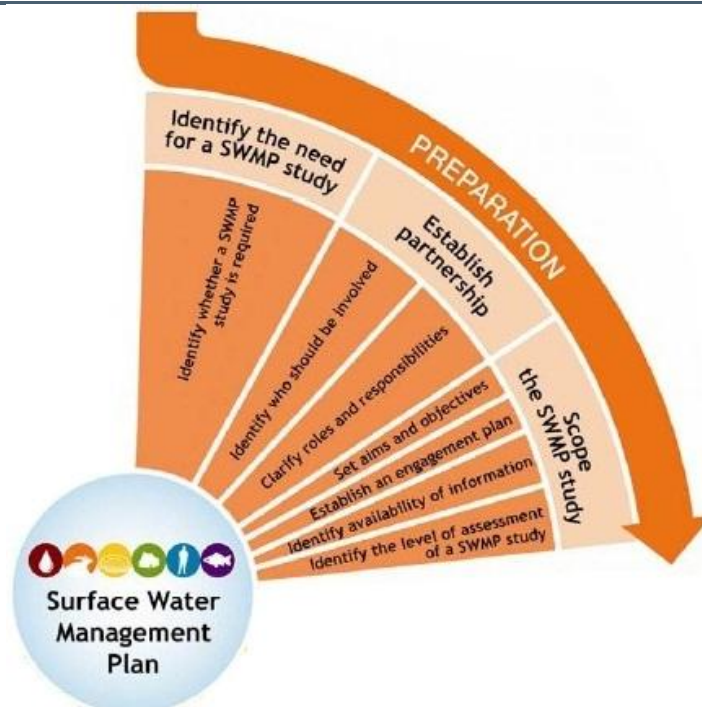 PREPARATION
Identify the need
for a SWMP study
Establish
partnership
Scope
the SWMP study
Identify whether a SWMP
study is required
Identify who should be involved
Clarify roles and responsibilities
Set aims and objectives
Establish an engagement plan
Identify availability of information
Identify the level of assessment
of a SWMP study
Surface Water
Management
Plan